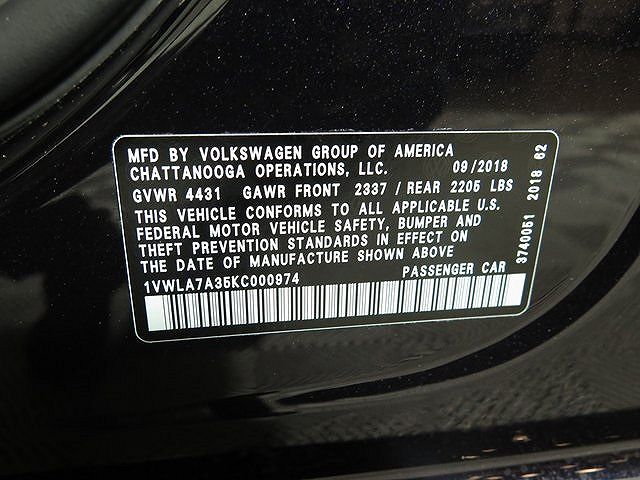 MFD BY VOLKSWAGEN GROUP OF AMERICA
CHATTANOOGA OPERATIONS, LLC. 09/2018
GVWR 4431 GAWR FRONT 2337 / REAR 2205 LBS
THIS VEHICLE CONFORMS TO ALL APPLICABLE U.S.
FEDERAL MOTOR VEHICLE SAFETY, BUMPER AND
THEFT PREVENTION STANDARDS IN EFFECT ON
THE DATE OF MANUFACTURE SHOWN ABOVE
1VWLA7A35KC000974 PASSENGER CAR
3740051 2018 62